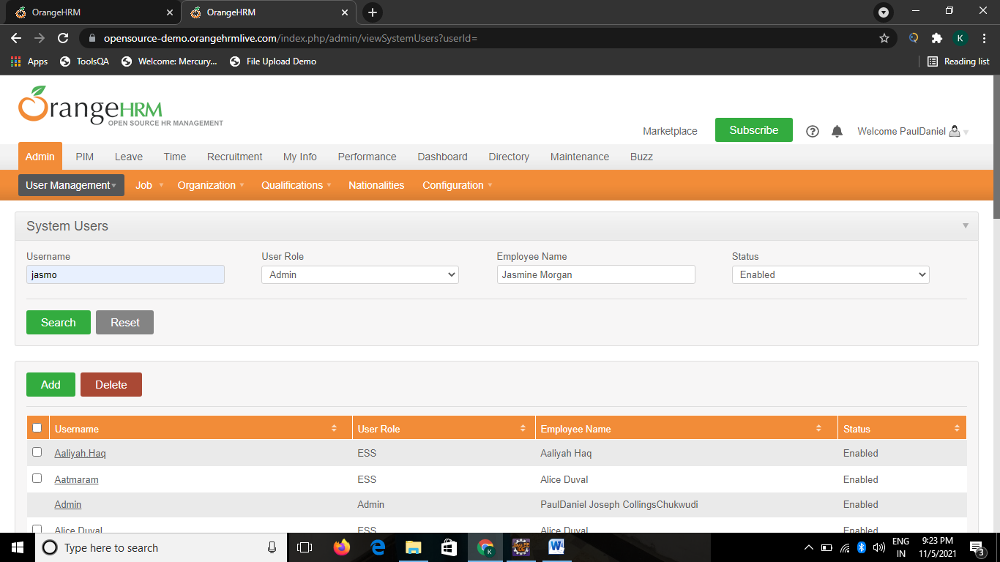 OrangeHRM
OrangeHRM
opensource-demo.orangehrmlive.com/index.php/admin/viewSystemUsers?userId=
K
Apps
ToolsQA
Welcome: Mercury...
File Upload Demo
Reading list
OrangeHRM
OPEN SOURCE HR MANAGEMENT
Marketplace
Subscribe
Welcome PaulDaniel
Admin PIM Leave Time Recruitment My Info Performance Dashboard Directory Maintenance Buzz
User Management Job Organization Qualifications Nationalities Configuration
System Users
Username User Role Employee Name Status
jasmo Admin Jasmine Morgan Enabled
Search Reset
Add Delete
Username User Role Employee Name Status
Aaliyah.Haq ESS Aaliyah Haq Enabled
Aatmaram ESS Alice Duval Enabled
Admin Admin PaulDaniel Joseph CollingsChukwudi Enabled
Alice.Duval ESS Alice Duval Enabled
Type here to search
ENG
IN
9:23 PM
11/5/2021
3